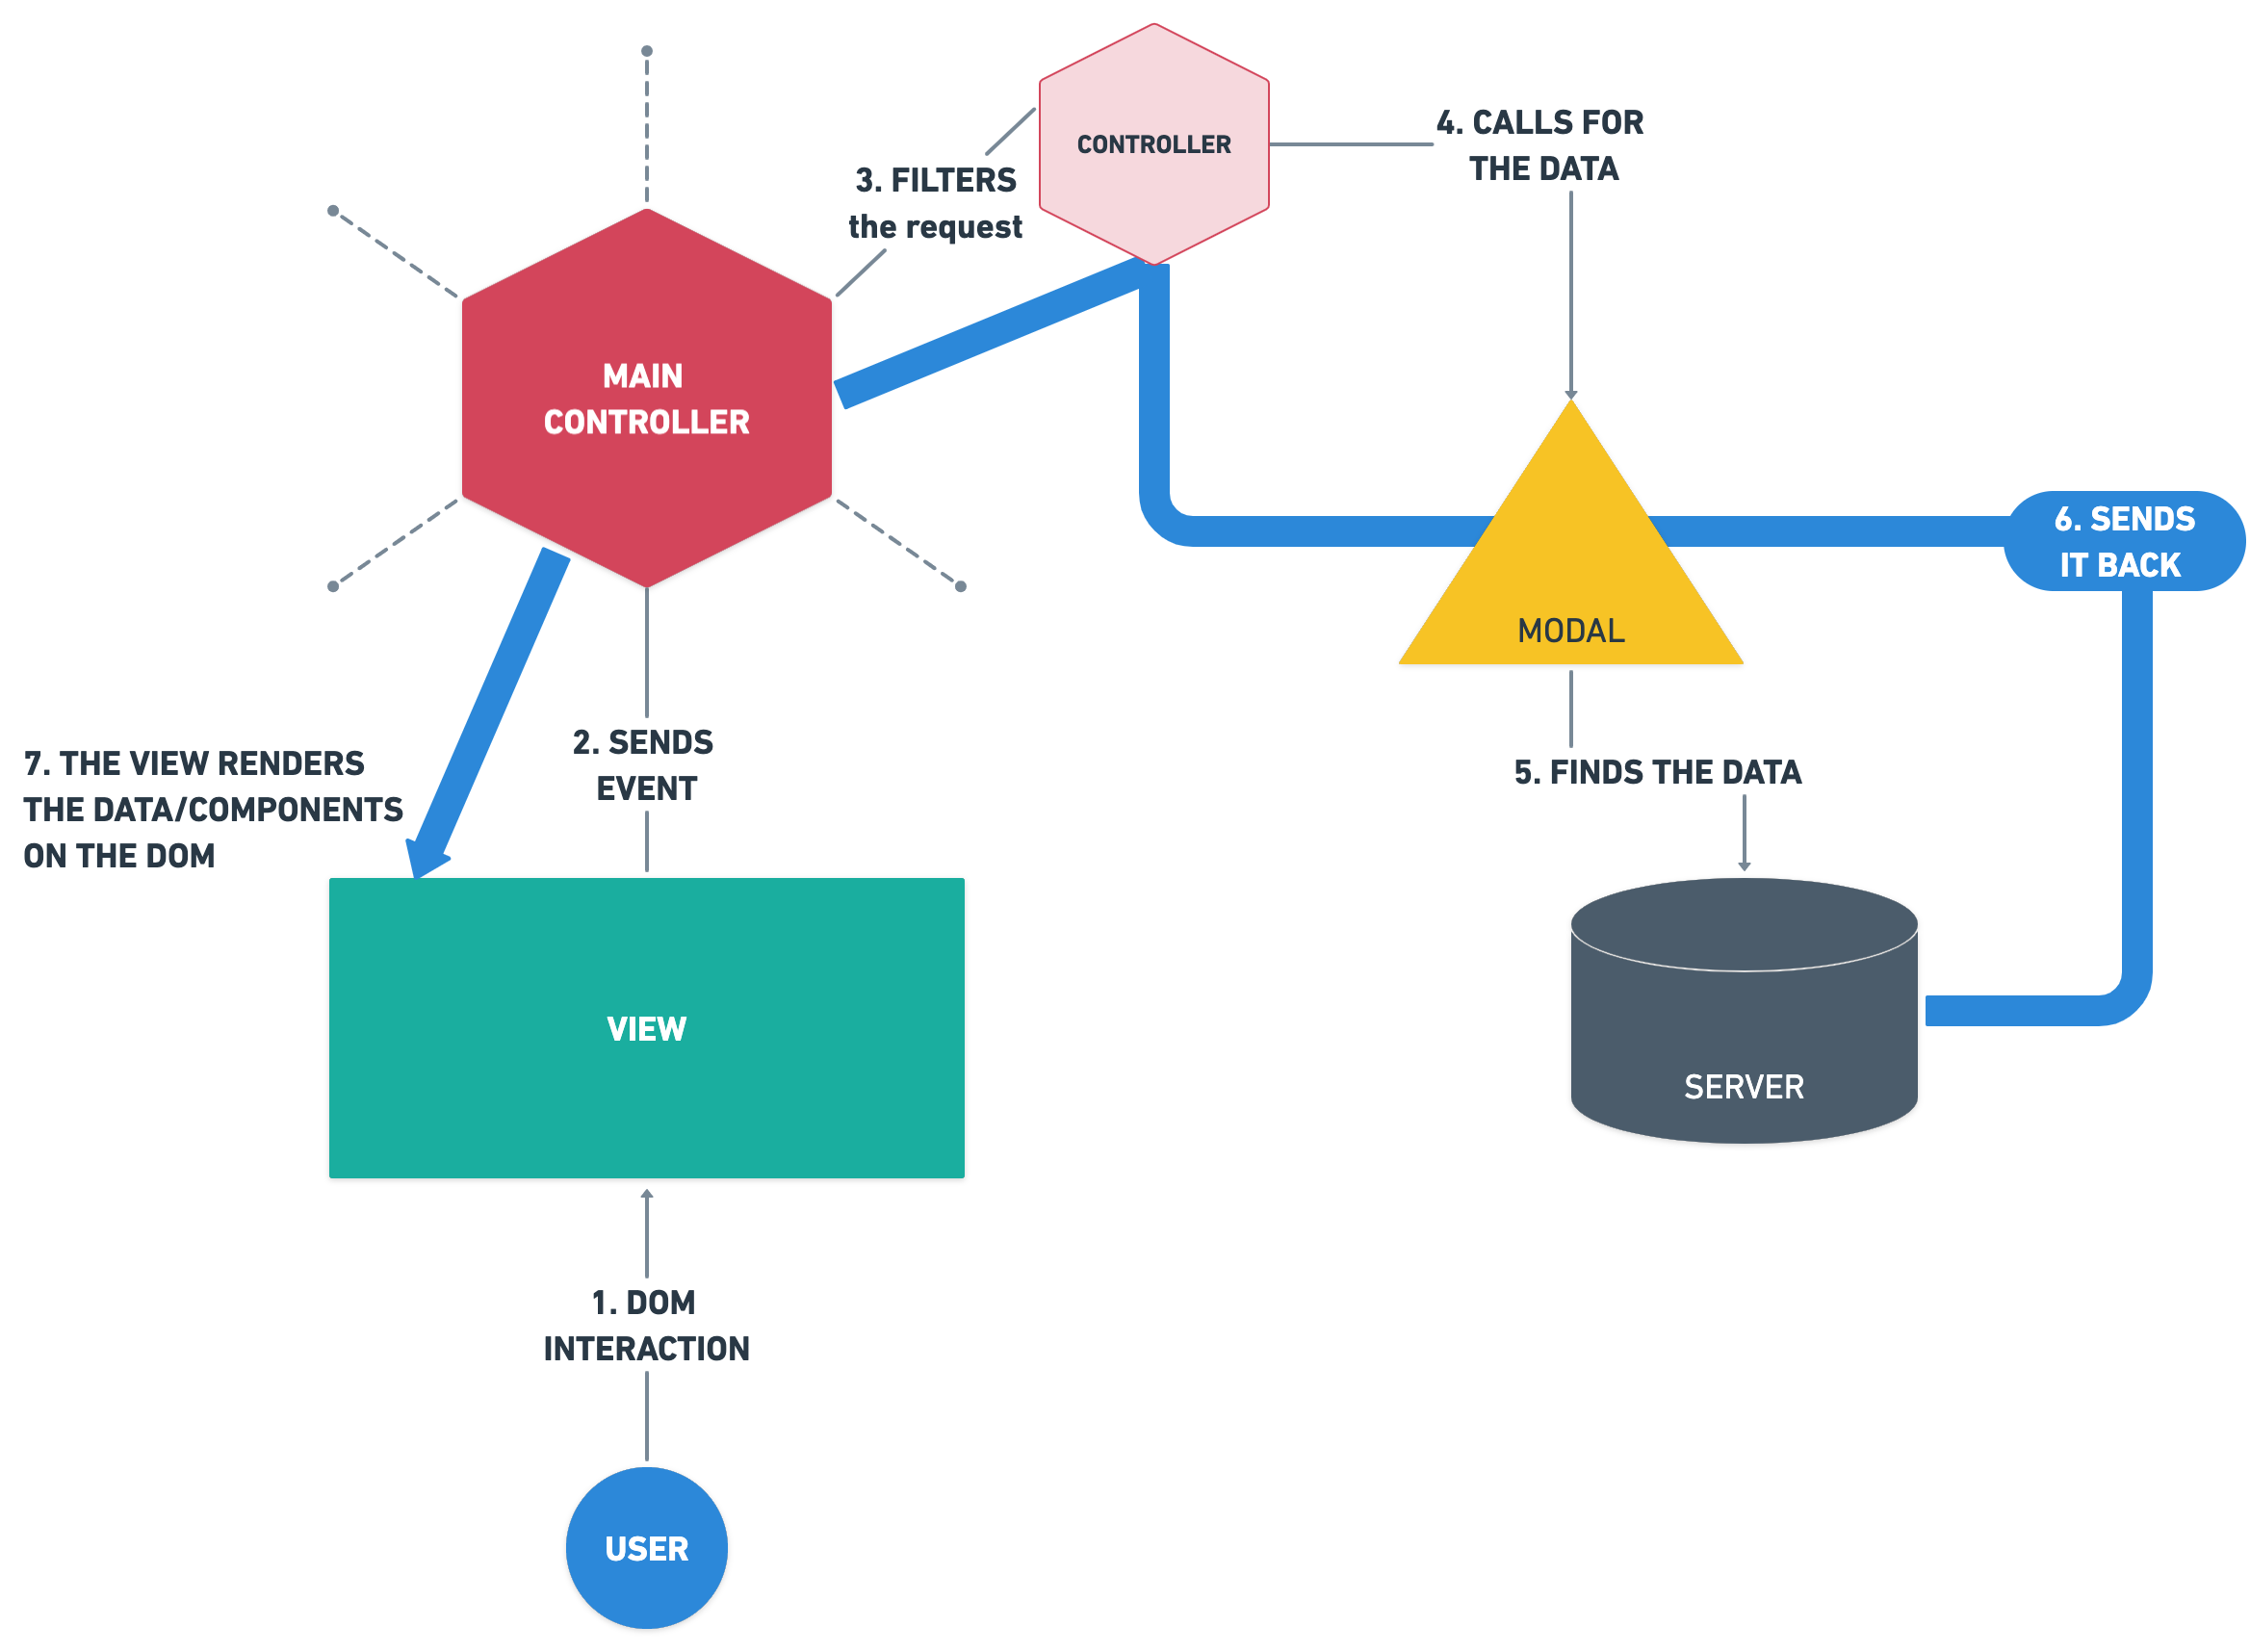 CONTROLLER
4. CALLS FOR
THE DATA
3. FILTERS
the request
MAIN
CONTROLLER
6. SENDS
IT BACK
MODAL
2. SENDS
EVENT
7. THE VIEW RENDERS
THE DATA/COMPONENTS
ON THE DOM
5. FINDS THE DATA
VIEW
SERVER
1. DOM
INTERACTION
USER